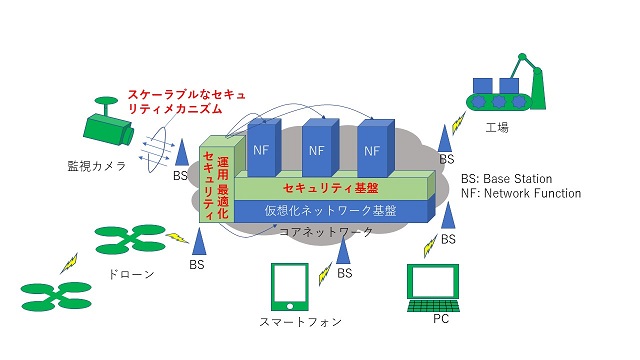 スケーラブルなセキュ
リティメカニズム
監視カメラ
BS
NF
NF
NF
工場
BS
BS: Base Station
NF: Network Function
セキュリティ
運用 最適化
セキュリティ基盤
仮想化ネットワーク基盤
コアネットワーク
BS
BS
BS
ドローン
スマートフォン
PC